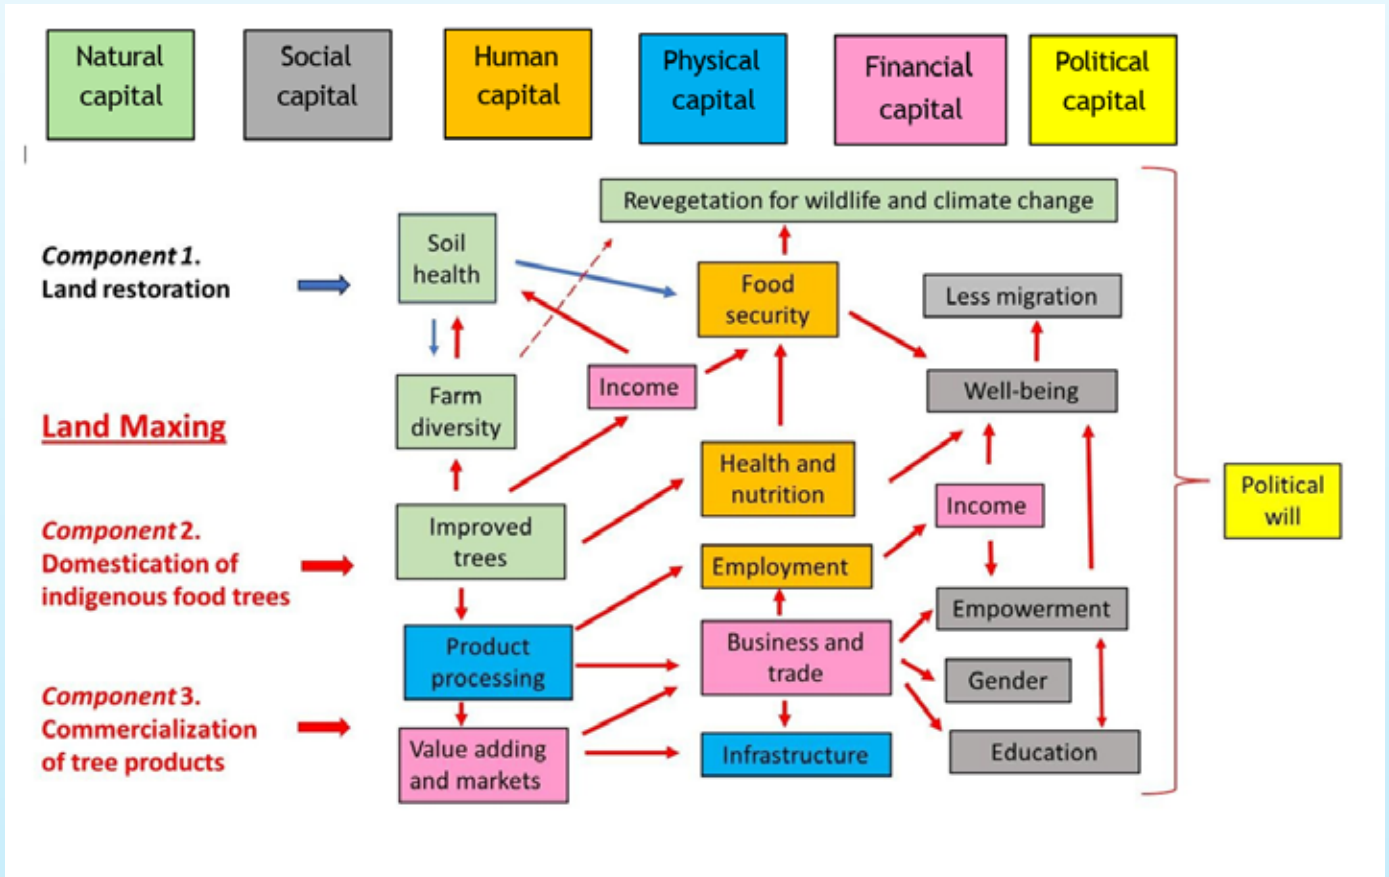 Natural
capital
Social
capital
Human
capital
Physical
capital
Financial
capital
Political
capital
Revegetation for wildlife and climate change
Component 1.
Land restoration
Soil
health
Food
security
Less migration
Income
Well-being
Farm
diversity
Land Maxing
Health and
nutrition
Income
Political
will
Component 2.
Domestication of
indigenous food trees
Improved
trees
Employment
Empowerment
Product
processing
Business and
trade
Gender
Component 3.
Commercialization
of tree products
Value adding
and markets
Infrastructure
Education